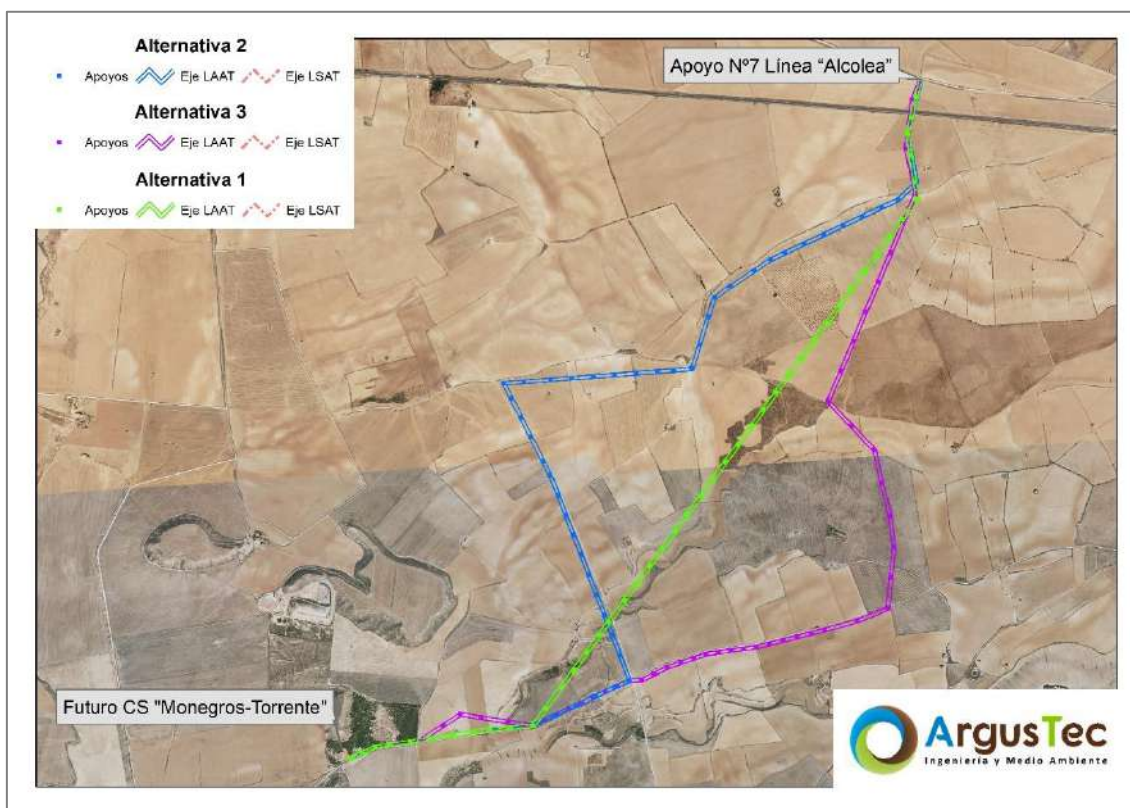 Alternativa 2
Apoyos Eje LAAT Eje LSAT
Alternativa 3
Apoyos Eje LAAT Eje LSAT
Alternativa 1
Apoyos Eje LAAT Eje LSAT
Apoyo Nº7 Línea "Alcolea"
Futuro CS "Monegros-Torrente"
ArgusTec
Ingeniería y Medio Ambiente